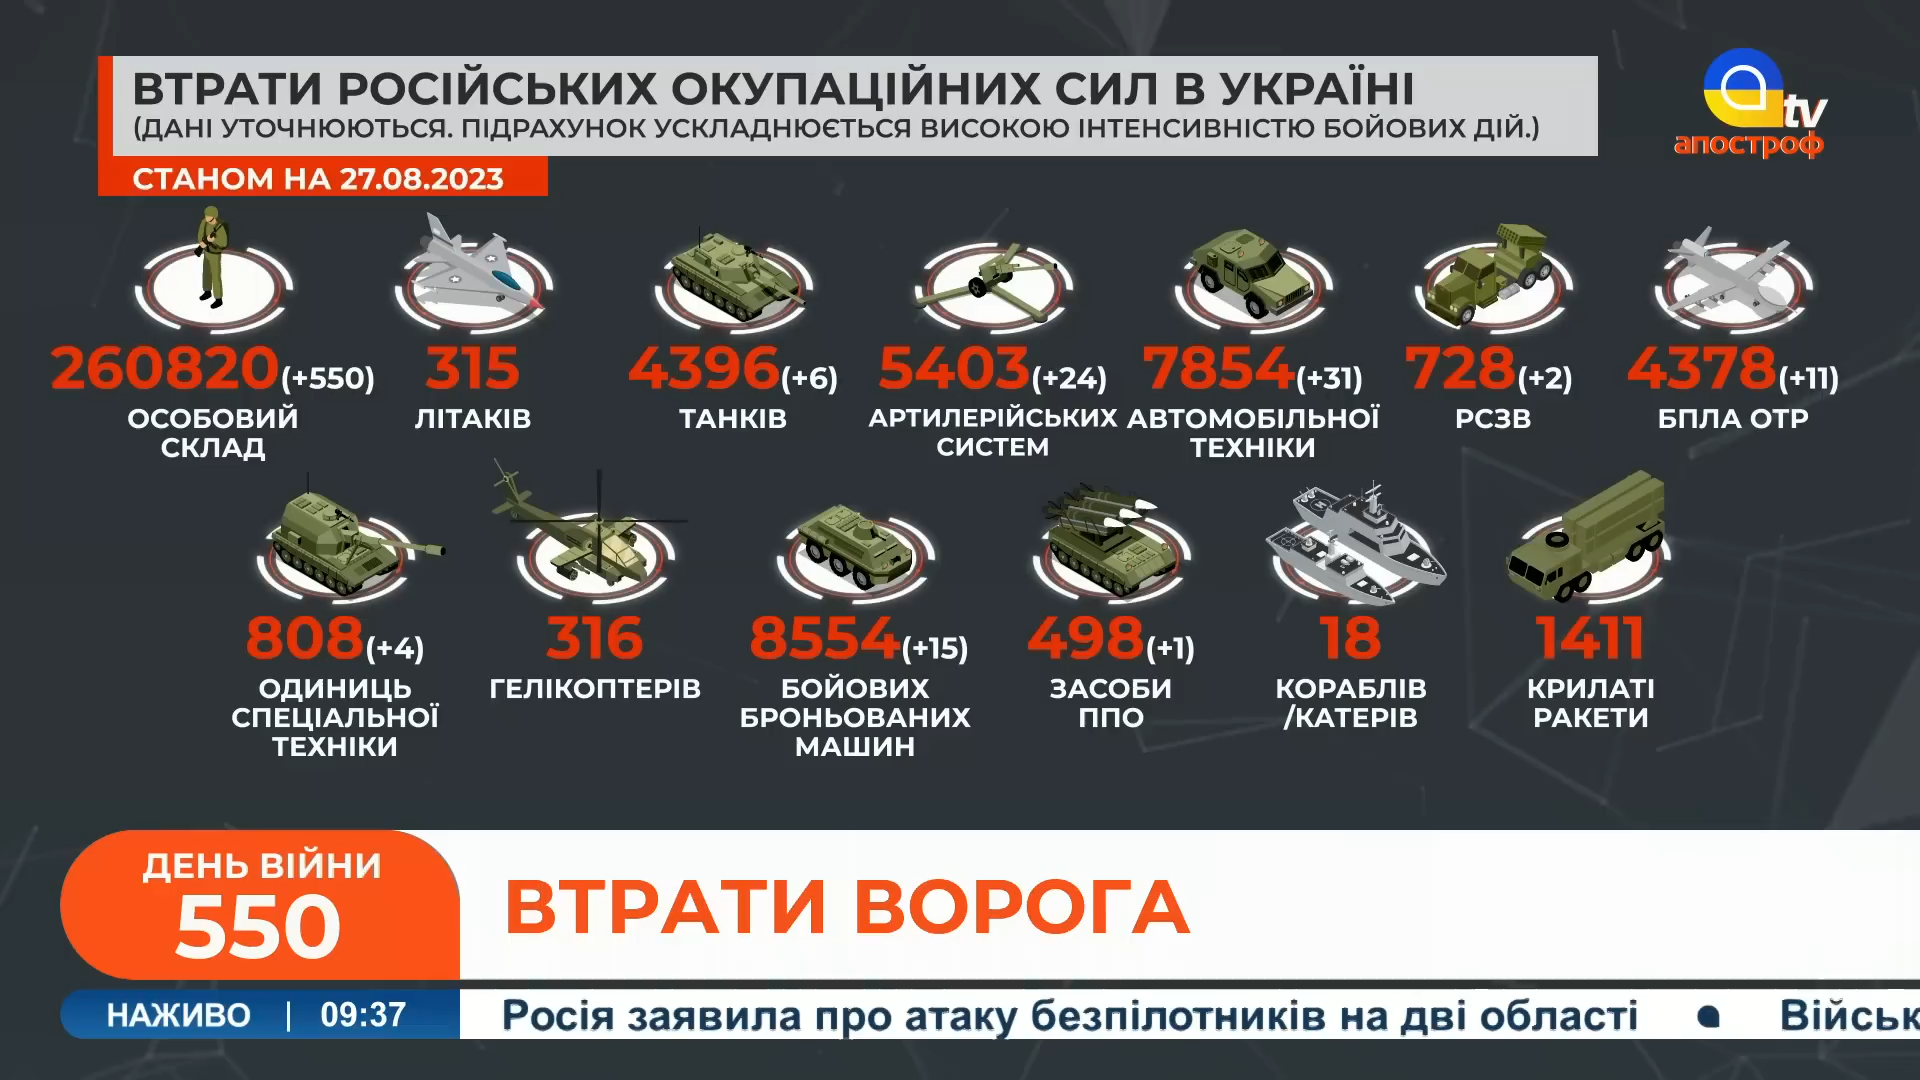 ВТРАТИ РОСІЙСЬКИХ ОКУПАЦІЙНИХ СИЛ В УКРАЇНІ
(ДАНІ УТОЧНЮЮТЬСЯ. ПІДРАХУНОК УСКЛАДНЮЄТЬСЯ ВИСОКОЮ ІНТЕНСИВНІСТЮ БОЙОВИХ ДІЙ.)
СТАНОМ НА 27.08.2023
tv
апостроф
260820(+550)
ОСОБОВИЙ
СКЛАД
315
ЛІТАКІВ
4396(+6)
ТАНКІВ
5403(+24)
АРТИЛЕРІЙСЬКИХ
СИСТЕМ
7854(+31)
АВТОМОБІЛЬНОЇ
ТЕХНІКИ
728(+2)
РСЗВ
4378(+11)
БПЛА ОТР
808(+4)
ОДИНИЦЬ
СПЕЦІАЛЬНОЇ
ТЕХНІКИ
316
ГЕЛІКОПТЕРІВ
8554(+15)
БОЙОВИХ
БРОНЬОВАНИХ
МАШИН
498(+1)
ЗАСОБИ
ППО
18
КОРАБЛІВ
/КАТЕРІВ
1411
КРИЛАТІ
РАКЕТИ
ДЕНЬ ВІЙНИ
550
ВТРАТИ ВОРОГА
НАЖИВО | 09:37
Росія заявила про атаку безпілотників на дві області • Військ